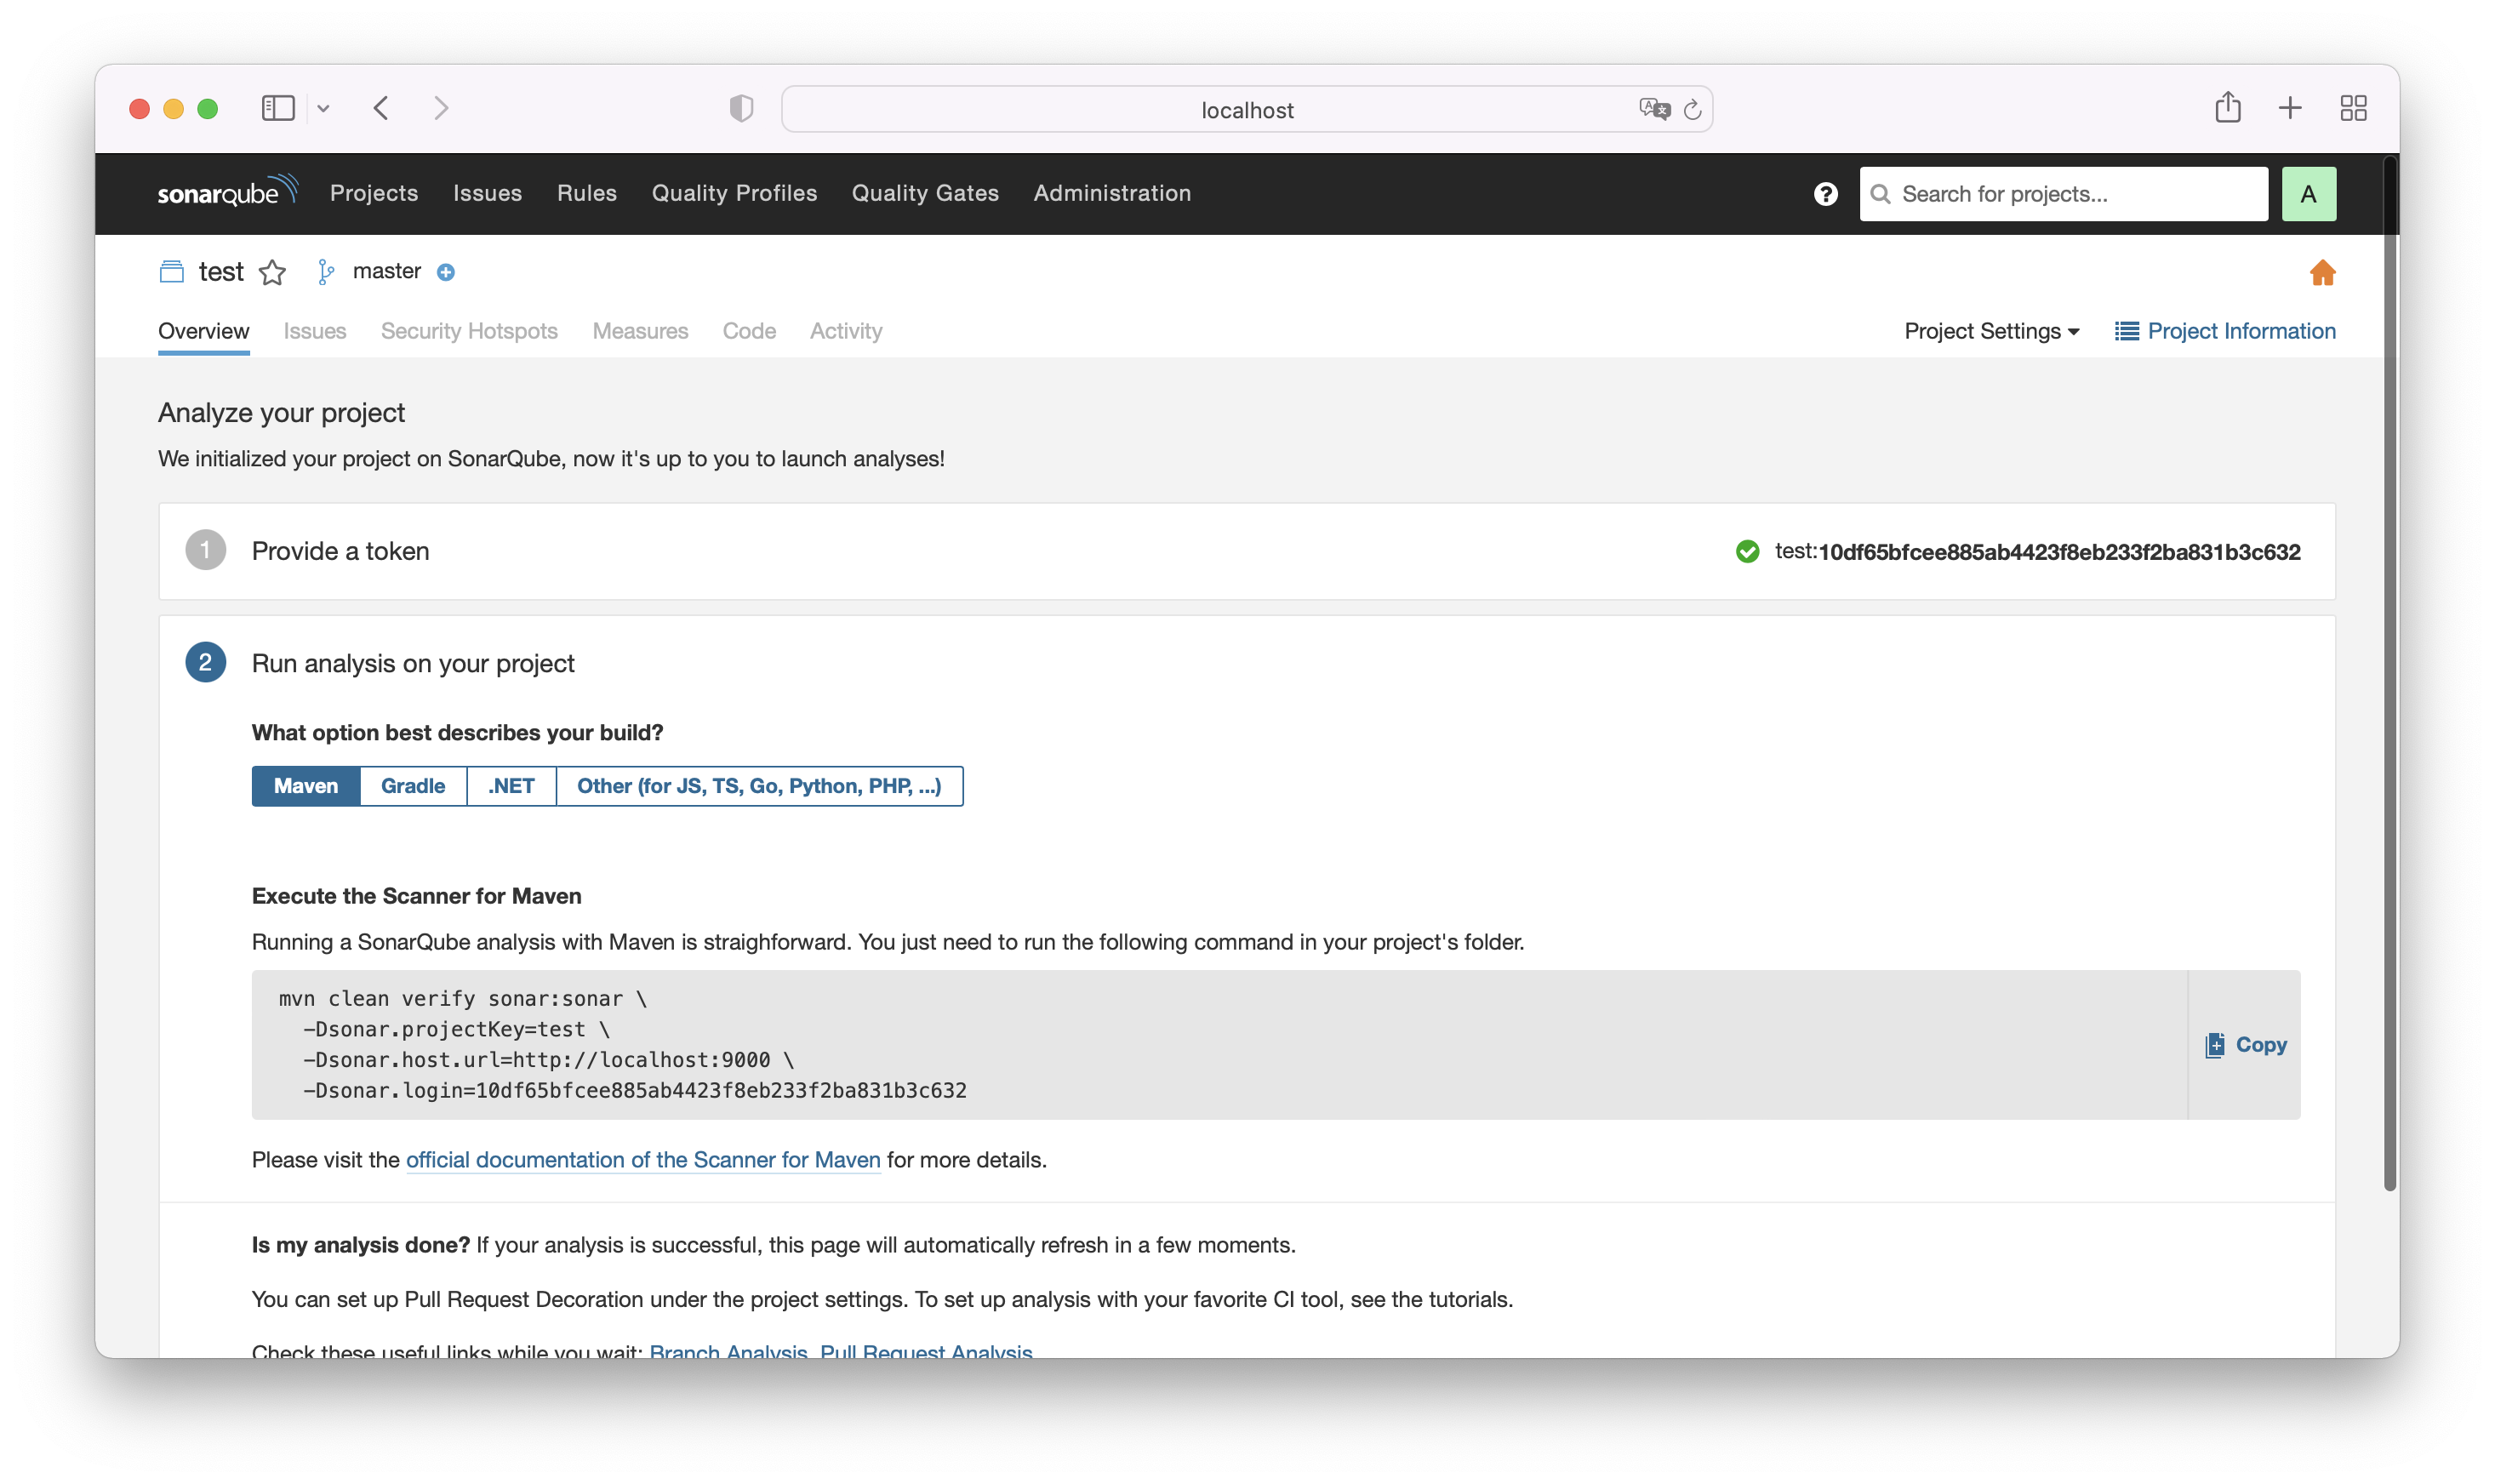 localhost
sonarqube Projects Issues Rules Quality Profiles Quality Gates Administration ? Search for projects... A
test master
Overview Issues Security Hotspots Measures Code Activity Project Settings Project Information
Analyze your project
We initialized your project on SonarQube, now it's up to you to launch analyses!
1 Provide a token test: 10df65bfcee885ab4423f8eb233f2ba831b3c632
2 Run analysis on your project
What option best describes your build?
Maven Gradle .NET Other (for JS, TS, Go, Python, PHP, ...)
Execute the Scanner for Maven
Running a SonarQube analysis with Maven is straighforward. You just need to run the following command in your project's folder.
mvn clean verify sonar:sonar \
-Dsonar.projectKey=test \
-Dsonar.host.url=http://localhost:9000 \
-Dsonar.login=10df65bfcee885ab4423f8eb233f2ba831b3c632
Copy
Please visit the official documentation of the Scanner for Maven for more details.
Is my analysis done? If your analysis is successful, this page will automatically refresh in a few moments.
You can set up Pull Request Decoration under the project settings. To set up analysis with your favorite CI tool, see the tutorials.
Check these useful links while you wait: Branch Analysis, Pull Request Analysis